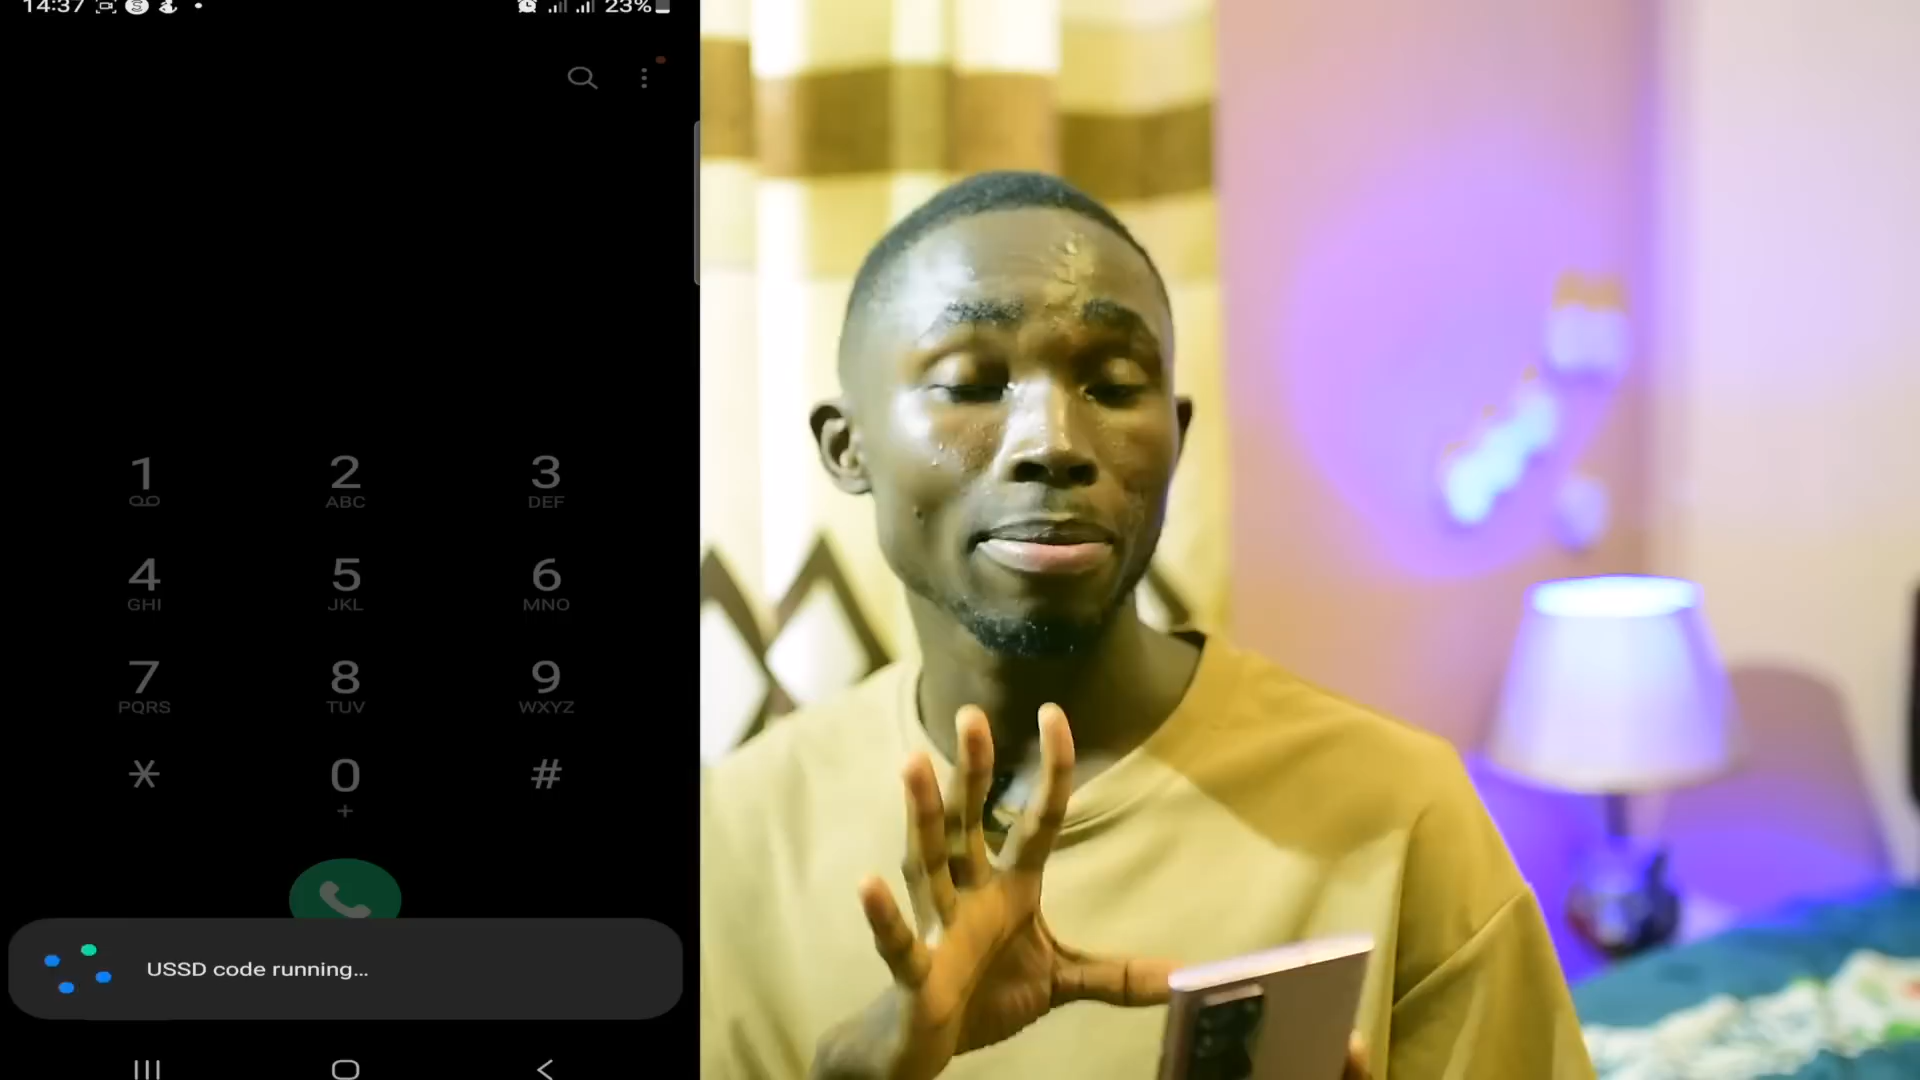 14:37 S 23%
1 2 3
ABC DEF
4 5 6
GHI JKL MNO
7 8 9
PQRS TUV WXYZ
* 0 #
+
USSD code running...